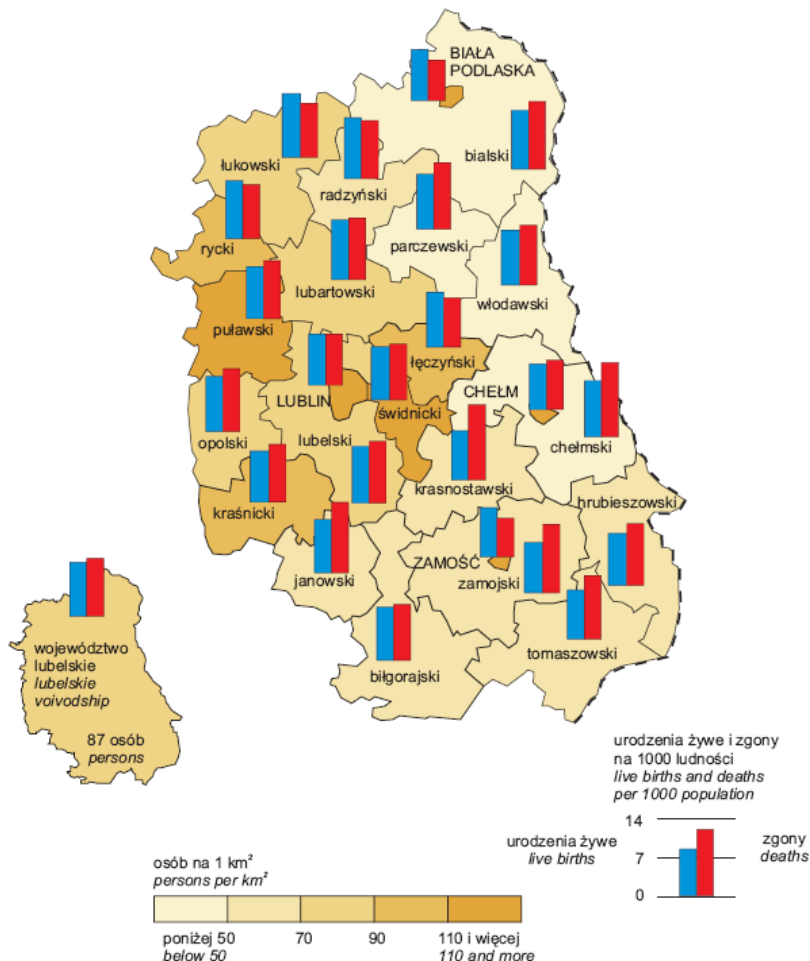 BIAŁA
PODLASKA
bialski
łukowski
radzyński
parczewski
rycki
lubartowski
włodawski
puławski
łęczyński
LUBLIN
świdnicki
CHEŁM
opolski
lubelski
chełmski
krasnostawski
hrubieszowski
kraśnicki
ZAMOŚĆ
zamojski
janowski
tomaszowski
biłgorajski
województwo
lubelskie
lubelskie
voivodship
87 osób
persons
urodzenia żywe i zgony
na 1000 ludności
live births and deaths
per 1000 population
14
urodzenia żywe
live births
7
zgony
deaths
0
osób na 1 km²
persons per km²
poniżej 50 70 90 110 i więcej
below 50 110 and more